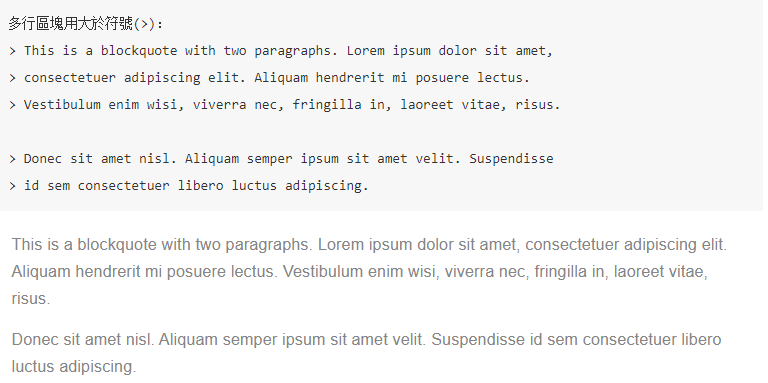 多行區塊用大於符號(>):
> This is a blockquote with two paragraphs. Lorem ipsum dolor sit amet,
> consectetuer adipiscing elit. Aliquam hendrerit mi posuere lectus.
> Vestibulum enim wisi, viverra nec, fringilla in, laoreet vitae, risus.
> Donec sit amet nisl. Aliquam semper ipsum sit amet velit. Suspendisse
> id sem consectetuer libero luctus adipiscing.
This is a blockquote with two paragraphs. Lorem ipsum dolor sit amet, consectetuer adipiscing elit.
Aliquam hendrerit mi posuere lectus. Vestibulum enim wisi, viverra nec, fringilla in, laoreet vitae,
risus.
Donec sit amet nisl. Aliquam semper ipsum sit amet velit. Suspendisse id sem consectetuer libero
luctus adipiscing.